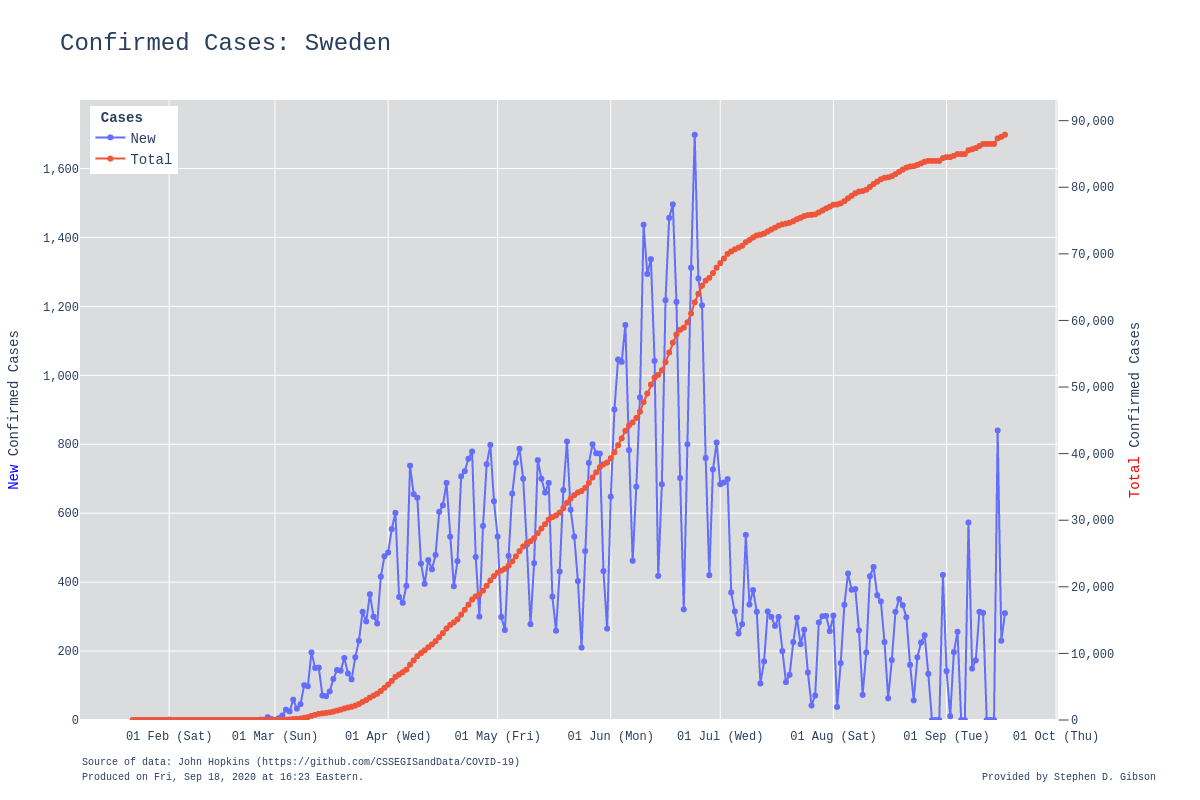 Confirmed Cases: Sweden
Cases
New
Total
1,600
1,400
1,200
1,000
800
600
400
200
0
New Confirmed Cases
90,000
80,000
70,000
60,000
50,000
40,000
30,000
20,000
10,000
0
Total Confirmed Cases
01 Feb (Sat) 01 Mar (Sun) 01 Apr (Wed) 01 May (Fri) 01 Jun (Mon) 01 Jul (Wed) 01 Aug (Sat) 01 Sep (Tue) 01 Oct (Thu)
Source of data: John Hopkins (https://github.com/CSSEGISandData/COVID-19)
Produced on Fri, Sep 18, 2020 at 16:23 Eastern.
Provided by Stephen D. Gibson